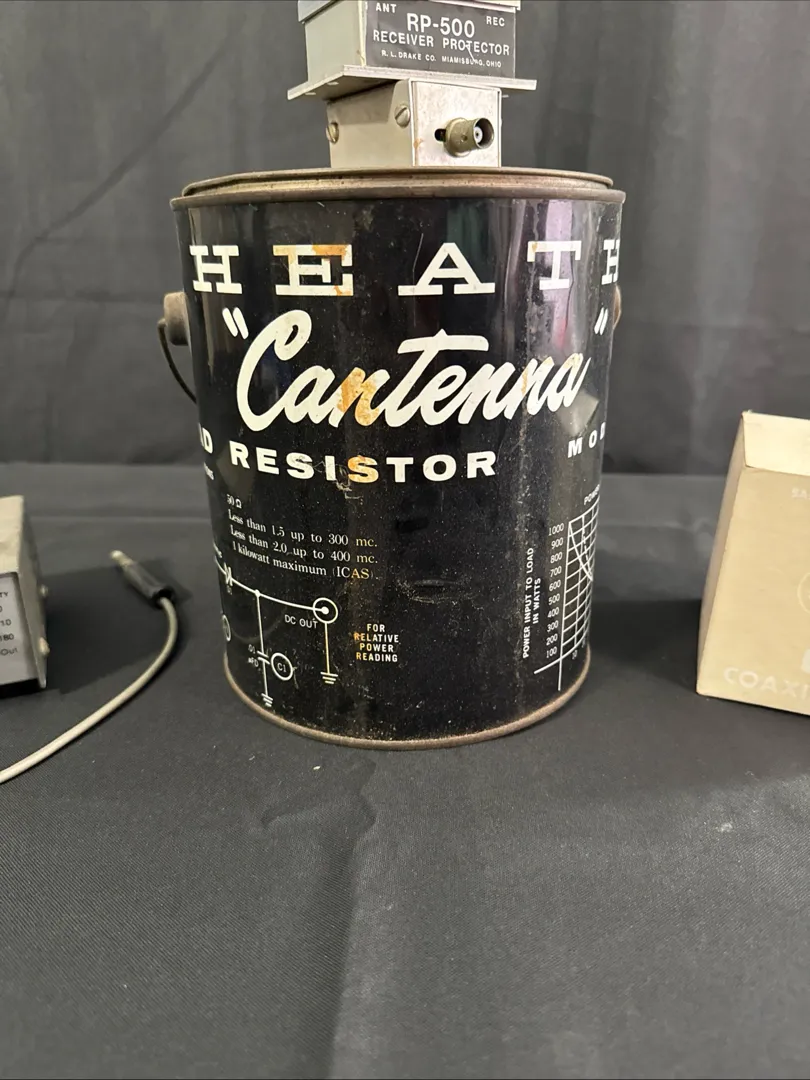 ANT REC
RP-500
RECEIVER PROTECTOR
R. L. DRAKE CO. MIAMISBURG, OHIO
HEATH
"Cantenna"
RESISTOR MOD
50 Ω
Less than 1.5 up to 300 mc.
Less than 2.0 up to 400 mc.
1 kilowatt maximum (ICAS).
DC OUT
FOR
RELATIVE
POWER
READING
C1
POWER INPUT TO LOAD
IN WATTS
1000
900
800
700
600
500
400
300
200
100
COAX